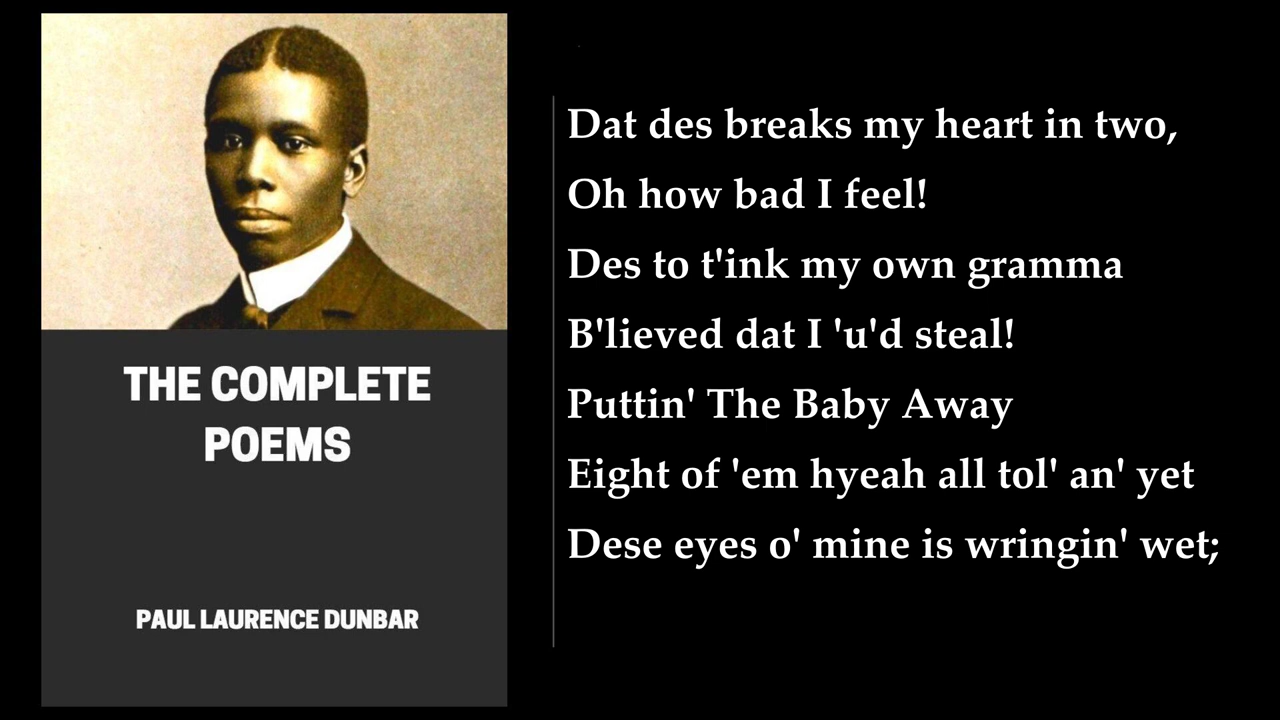 THE COMPLETE
POEMS
PAUL LAURENCE DUNBAR
Dat des breaks my heart in two,
Oh how bad I feel!
Des to t'ink my own gramma
B'lieved dat I 'u'd steal!
Puttin' The Baby Away
Eight of 'em hyeah all tol' an' yet
Dese eyes o' mine is wringin' wet;